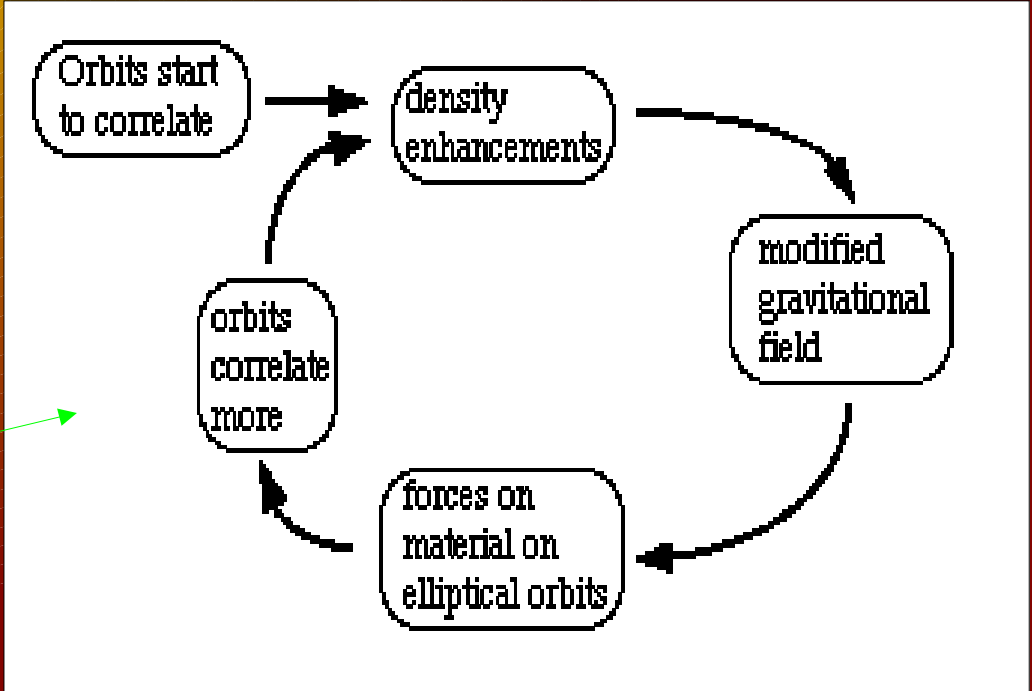 Orbits start
to correlate
density
enhancements
modified
gravitational
field
forces on
material on
elliptical orbits
orbits
correlate
more